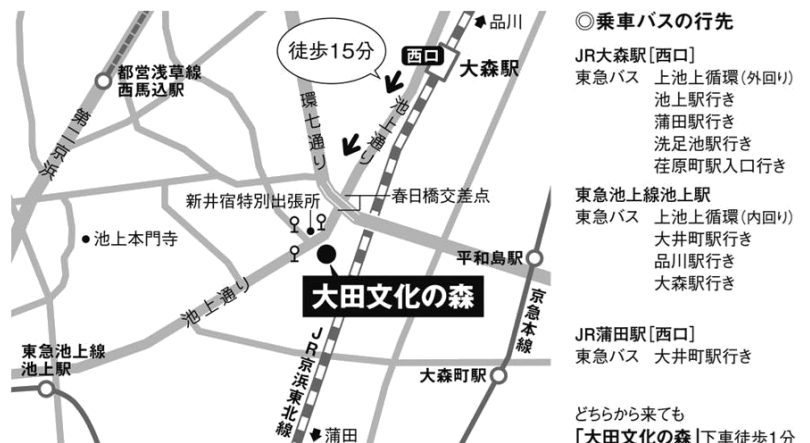 品川
徒歩15分
西口
大森駅
都営浅草線
西馬込駅
環七通り
池上通り
第二京浜
新井宿特別出張所
春日橋交差点
池上本門寺
平和島駅
大田文化の森
池上通り
京急本線
JR京浜東北線
東急池上線
池上駅
大森町駅
蒲田
◎乗車バスの行先
JR大森駅[西口]
東急バス 上池上循環(外回り)
池上駅行き
蒲田駅行き
洗足池駅行き
荏原町駅入口行き
東急池上線池上駅
東急バス 上池上循環(内回り)
大井町駅行き
品川駅行き
大森駅行き
JR蒲田駅[西口]
東急バス 大井町駅行き
どちらから来ても
「大田文化の森」下車徒歩1分